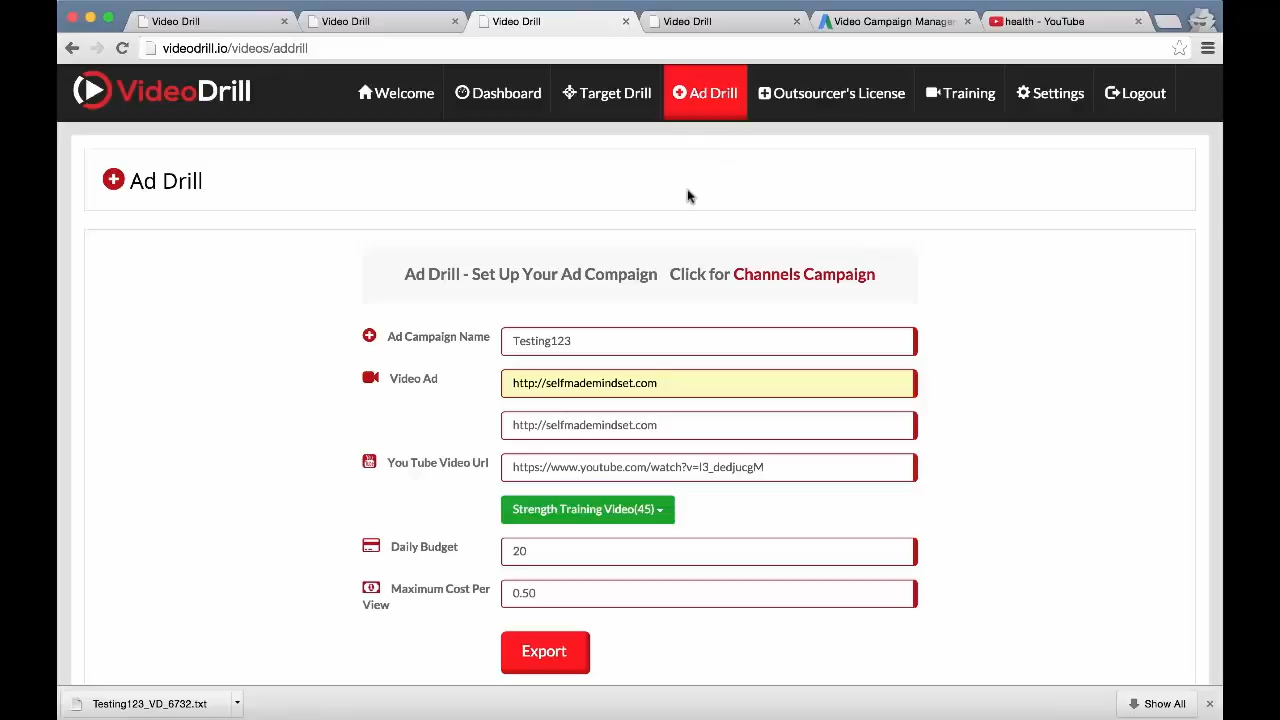 Video Drill
Video Drill
Video Drill
Video Drill
Video Campaign Manager
health - YouTube
videodrill.io/videos/addrill
VideoDrill
Welcome
Dashboard
Target Drill
Ad Drill
Outsourcer's License
Training
Settings
Logout
Ad Drill
Ad Drill - Set Up Your Ad Compaign Click for Channels Campaign
Ad Campaign Name
Testing123
Video Ad
http://selfmademindset.com
http://selfmademindset.com
You Tube Video Url
https://www.youtube.com/watch?v=I3_dedjucgM
Strength Training Video(45)
Daily Budget
20
Maximum Cost Per
View
0.50
Export
Testing123_VD_6732.txt
Show All